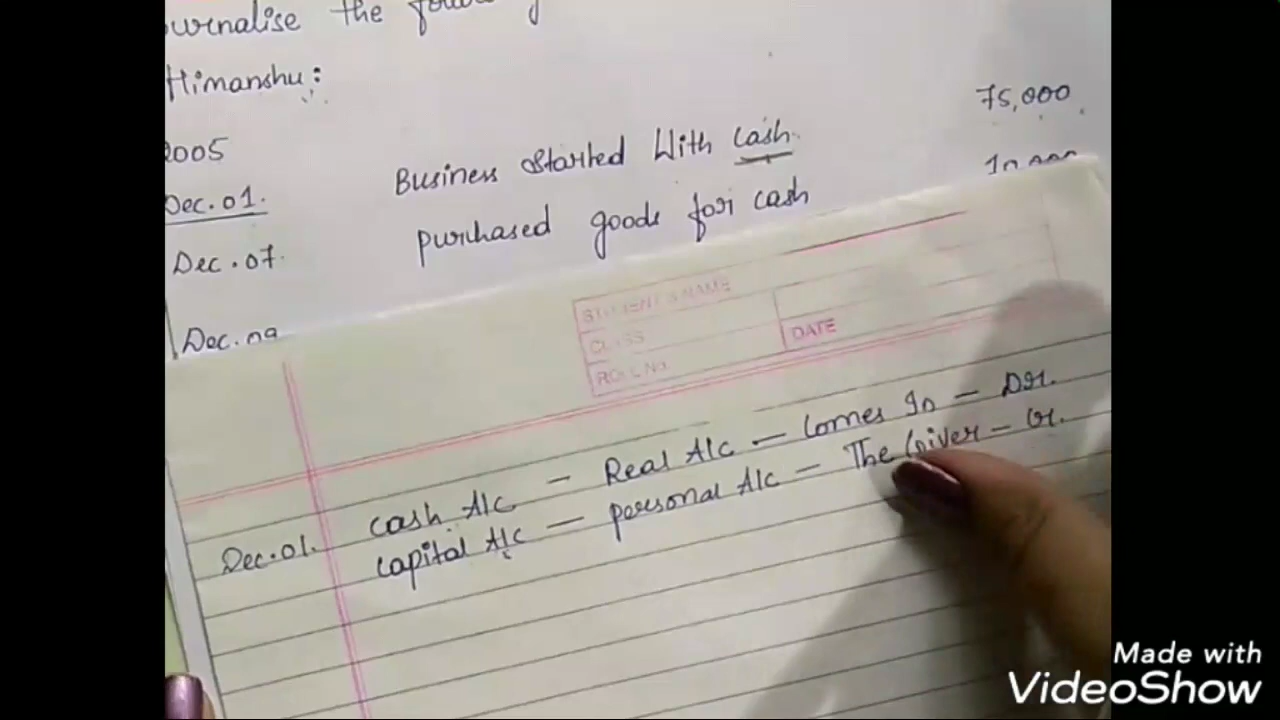 ournalise the
Himanshu:
2005
75,000
Dec.01. Business Started With cash.
Dec.07. purchased goods for cash
Dec.09
STUDENT'S NAME
CLASS
ROLL No.
DATE
Dec.01. cash A/c — Real A/c — Comes In — Dr.
capital A/c — personal A/c — The Giver — Cr.
Made with
VideoShow